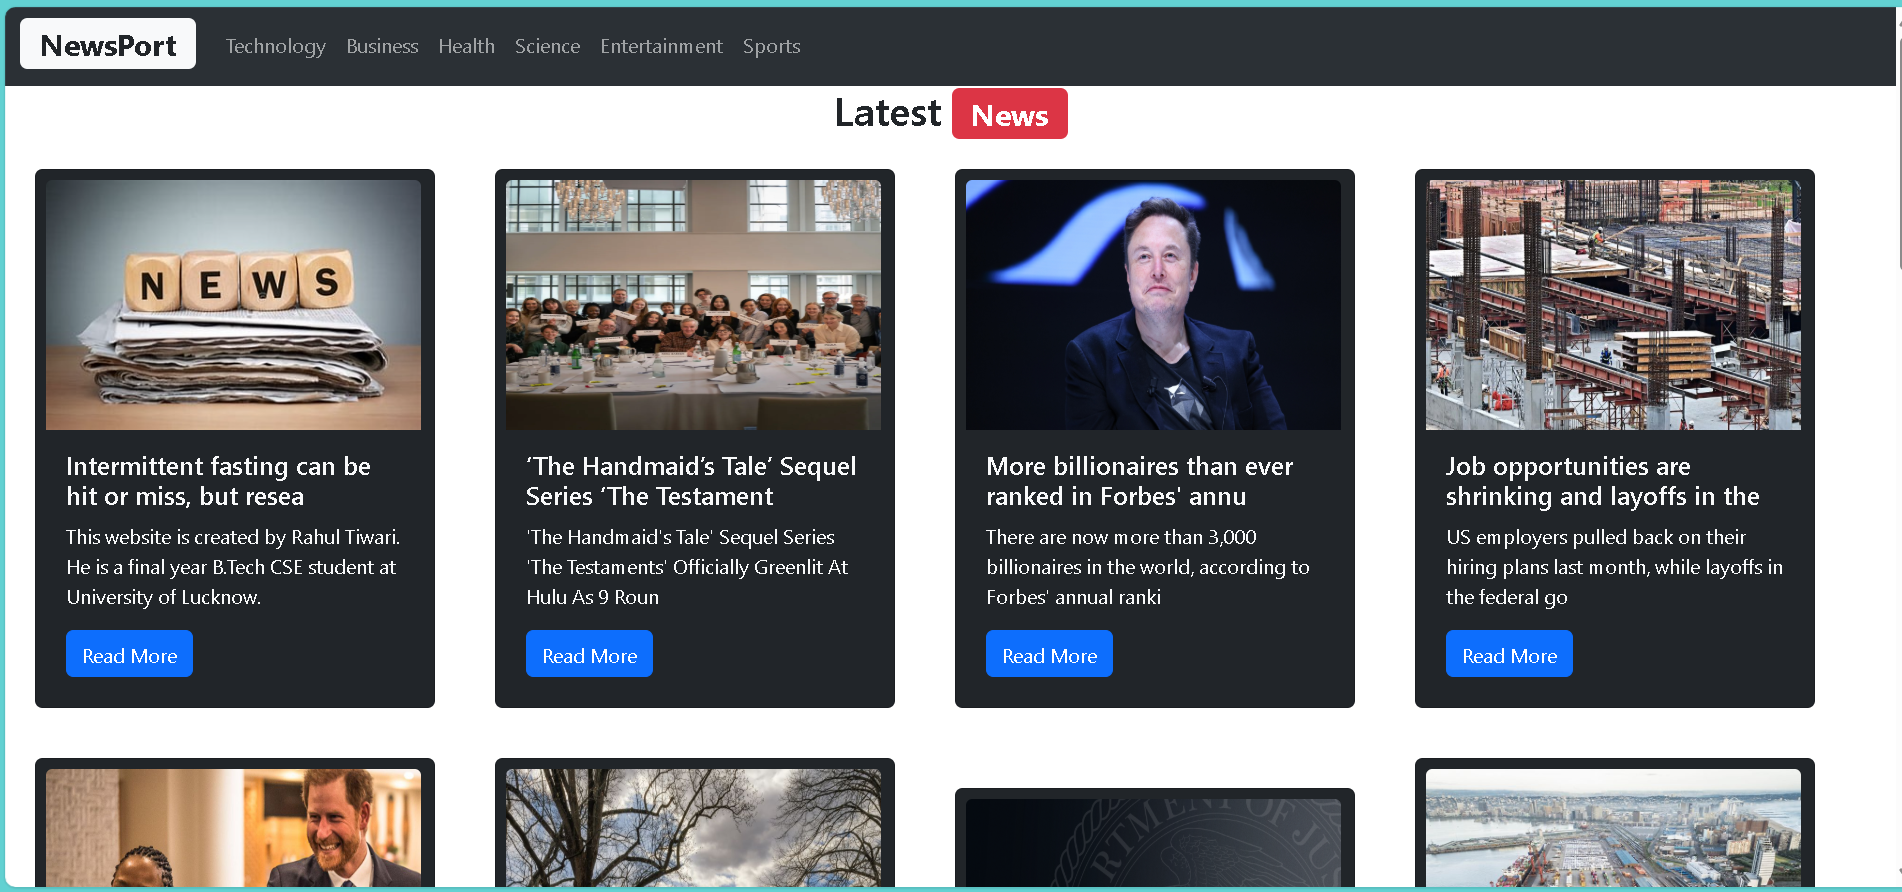 NewsPort Technology Business Health Science Entertainment Sports
Latest News
N E W S
Intermittent fasting can be
hit or miss, but resea
This website is created by Rahul Tiwari.
He is a final year B.Tech CSE student at
University of Lucknow.
Read More
‘The Handmaid’s Tale’ Sequel
Series ‘The Testament
'The Handmaid's Tale' Sequel Series
'The Testaments' Officially Greenlit At
Hulu As 9 Roun
Read More
More billionaires than ever
ranked in Forbes' annu
There are now more than 3,000
billionaires in the world, according to
Forbes' annual ranki
Read More
Job opportunities are
shrinking and layoffs in the
US employers pulled back on their
hiring plans last month, while layoffs in
the federal go
Read More
RTMENT OF JU